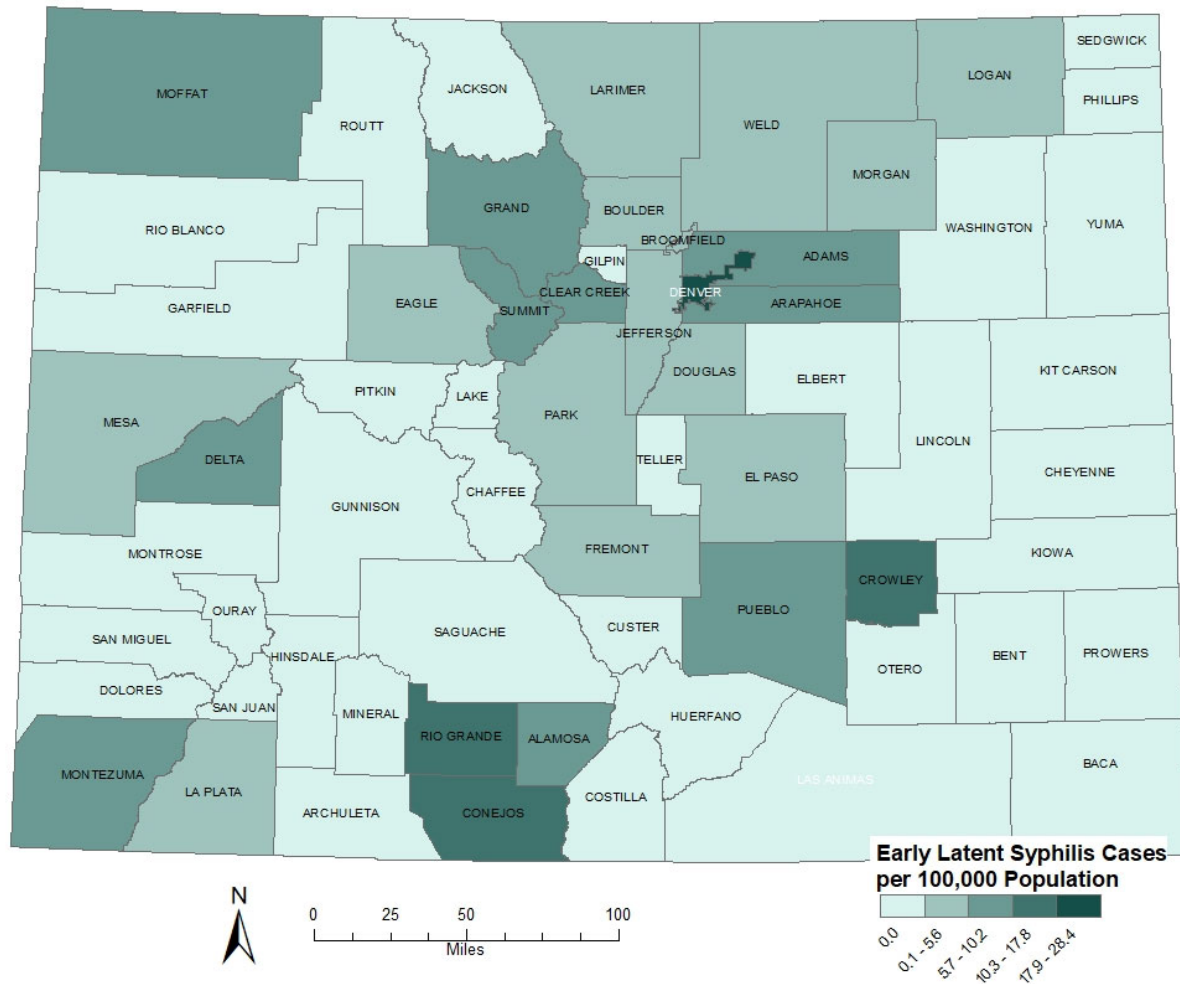 SEDGWICK
LOGAN
JACKSON
LARIMER
MOFFAT
PHILLIPS
WELD
ROUTT
MORGAN
GRAND
BOULDER
YUMA
WASHINGTON
RIO BLANCO
BROOMFIELD
ADAMS
GILPIN
CLEAR CREEK
DENVER
EAGLE
ARAPAHOE
GARFIELD
SUMMIT
JEFFERSON
DOUGLAS
KIT CARSON
ELBERT
PITKIN
LAKE
PARK
MESA
LINCOLN
DELTA
TELLER
CHEYENNE
EL PASO
CHAFFEE
GUNNISON
FREMONT
MONTROSE
KIOWA
CROWLEY
OURAY
PUEBLO
CUSTER
SAGUACHE
SAN MIGUEL
PROWERS
BENT
HINSDALE
OTERO
DOLORES
SAN JUAN
MINERAL
HUERFANO
RIO GRANDE
ALAMOSA
BACA
MONTEZUMA
LAS ANIMAS
LA PLATA
COSTILLA
CONEJOS
ARCHULETA
Early Latent Syphilis Cases
per 100,000 Population
0.0
0.1 - 5.6
5.7 - 10.2
10.3 - 17.8
17.9 - 28.4
N
0 25 50 100
Miles